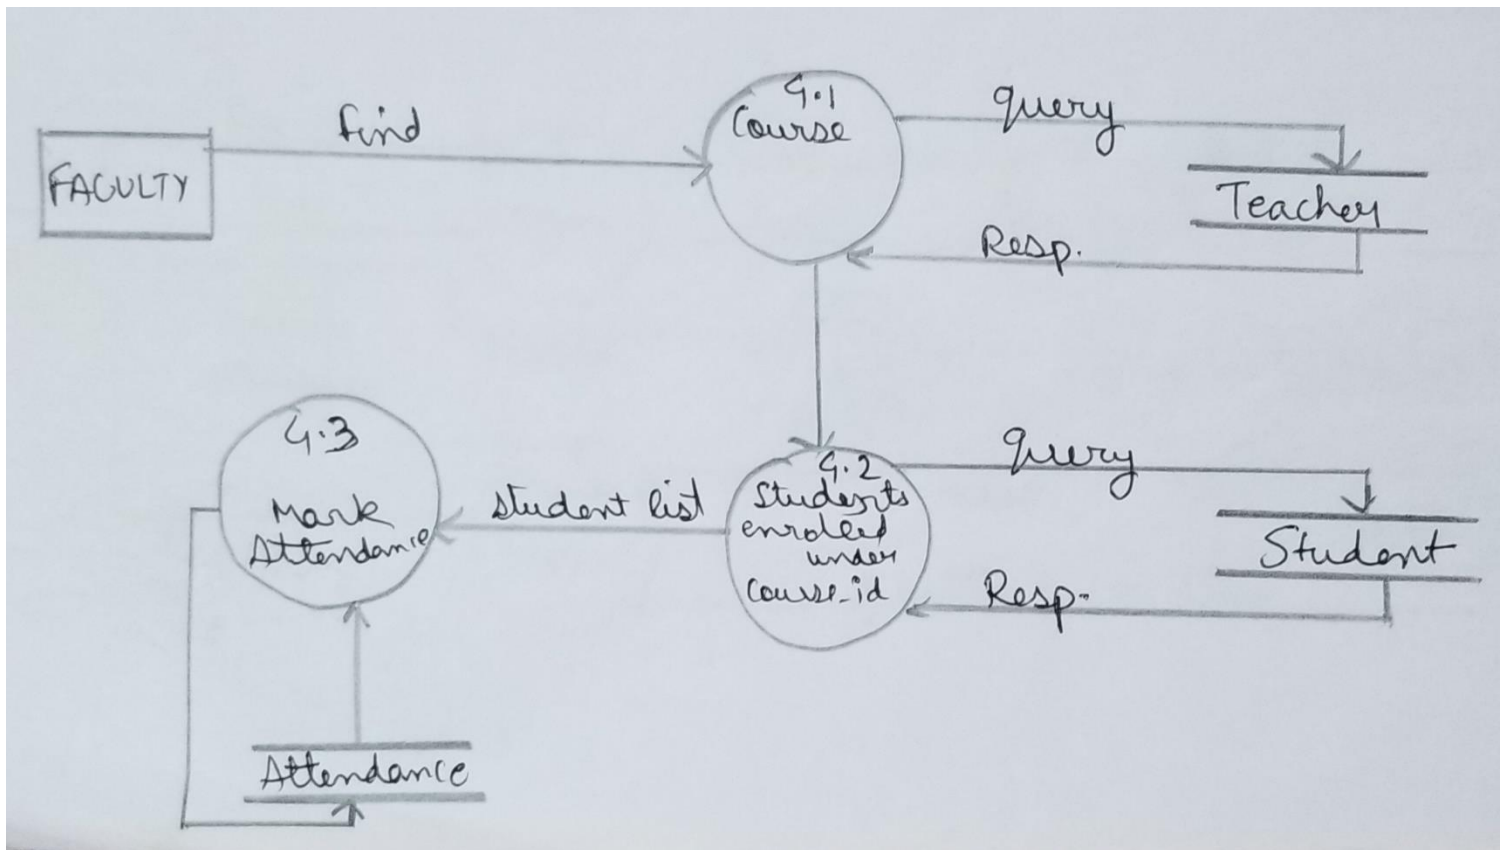 find
FACULTY
4.1
Course
query
Teacher
Resp.
4.3
Mark
Attendance
student list
4.2
Students
enrolled
under
Course_id
query
Student
Resp.
Attendance